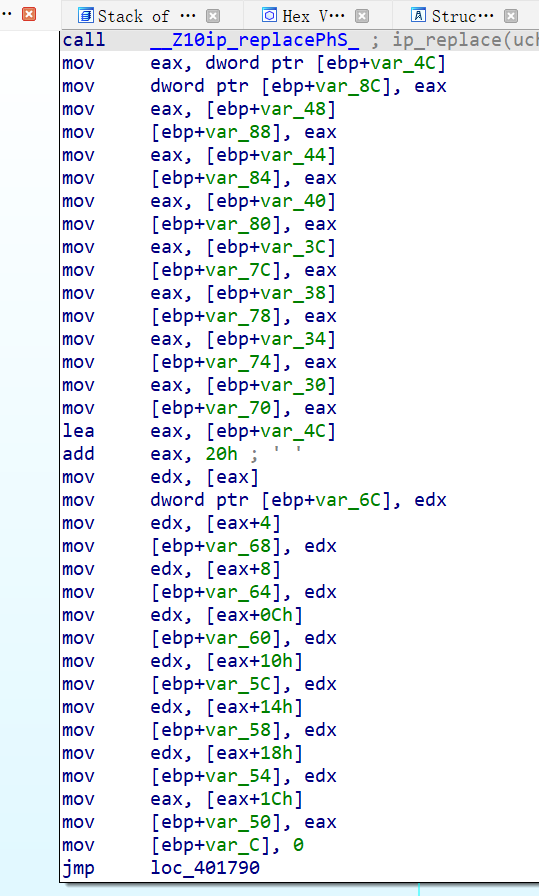 Stack of ··· Hex V··· Struc···
call __Z10ip_replacePhS_ ; ip_replace(uch
mov eax, dword ptr [ebp+var_4C]
mov dword ptr [ebp+var_8C], eax
mov eax, [ebp+var_48]
mov [ebp+var_88], eax
mov eax, [ebp+var_44]
mov [ebp+var_84], eax
mov eax, [ebp+var_40]
mov [ebp+var_80], eax
mov eax, [ebp+var_3C]
mov [ebp+var_7C], eax
mov eax, [ebp+var_38]
mov [ebp+var_78], eax
mov eax, [ebp+var_34]
mov [ebp+var_74], eax
mov eax, [ebp+var_30]
mov [ebp+var_70], eax
lea eax, [ebp+var_4C]
add eax, 20h ; ' '
mov edx, [eax]
mov dword ptr [ebp+var_6C], edx
mov edx, [eax+4]
mov [ebp+var_68], edx
mov edx, [eax+8]
mov [ebp+var_64], edx
mov edx, [eax+0Ch]
mov [ebp+var_60], edx
mov edx, [eax+10h]
mov [ebp+var_5C], edx
mov edx, [eax+14h]
mov [ebp+var_58], edx
mov edx, [eax+18h]
mov [ebp+var_54], edx
mov eax, [eax+1Ch]
mov [ebp+var_50], eax
mov [ebp+var_C], 0
jmp loc_401790